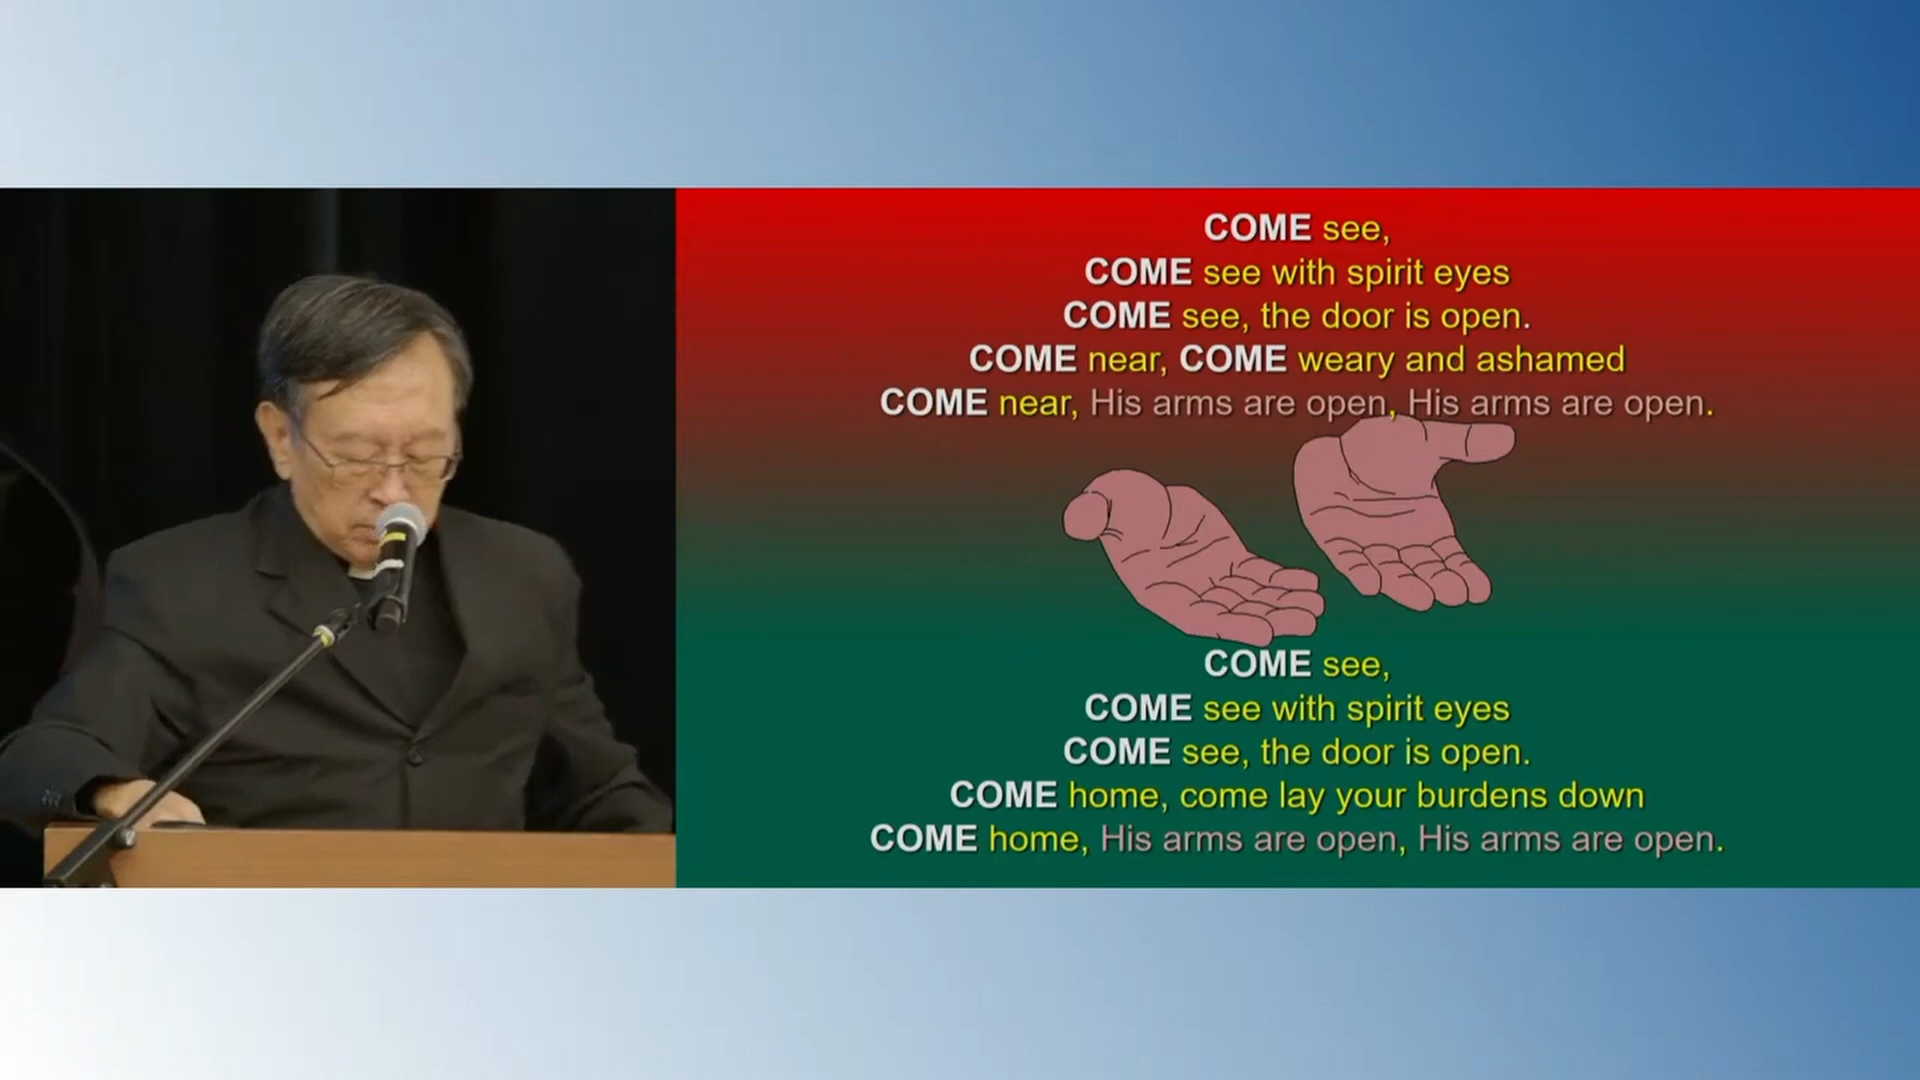 COME see,
COME see with spirit eyes
COME see, the door is open.
COME near, COME weary and ashamed
COME near, His arms are open, His arms are open.
COME see,
COME see with spirit eyes
COME see, the door is open.
COME home, come lay your burdens down
COME home, His arms are open, His arms are open.